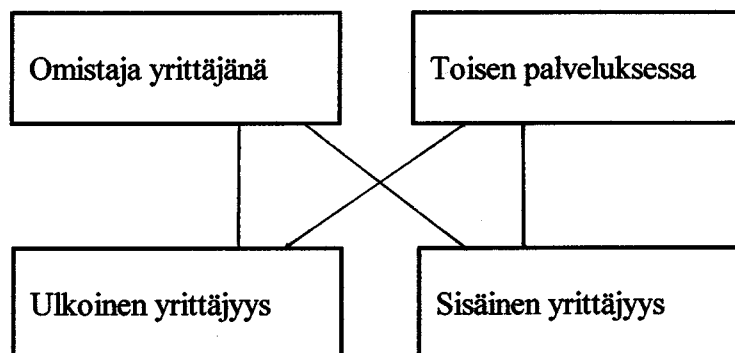 Omistaja yrittäjänä
Toisen palveluksessa
Ulkoinen yrittäjyys
Sisäinen yrittäjyys